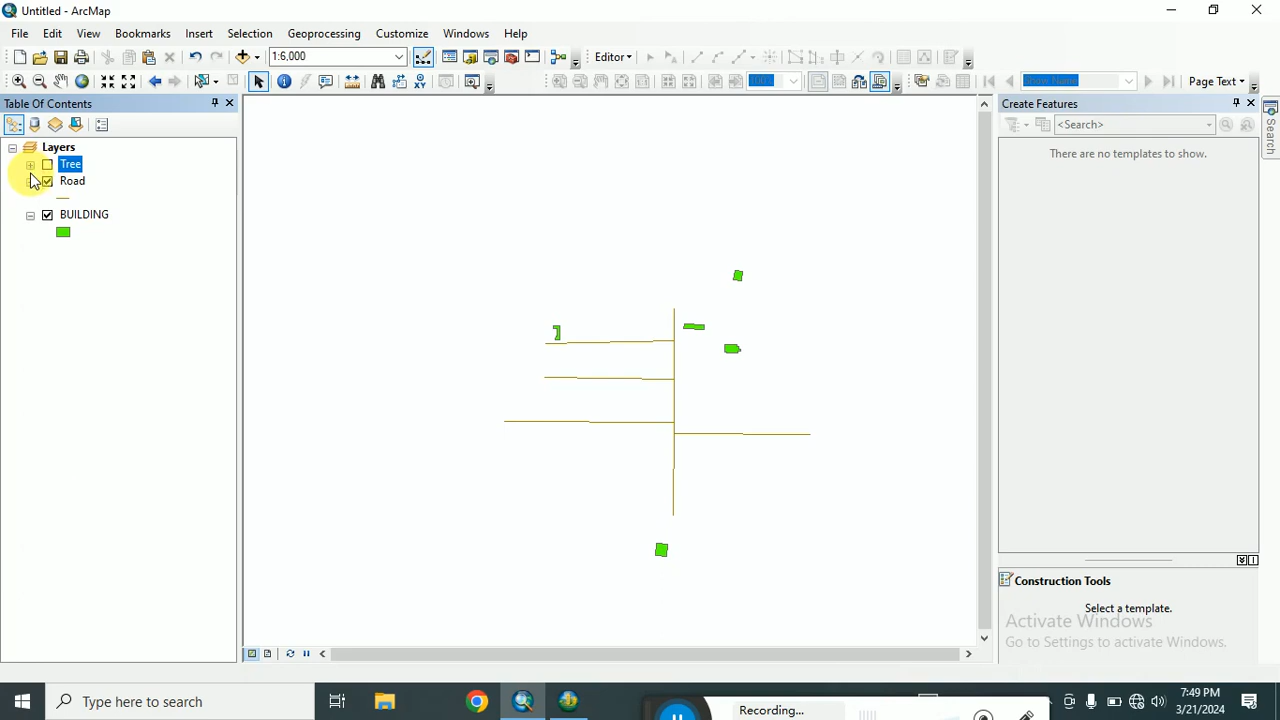 Untitled - ArcMap
File Edit View Bookmarks Insert Selection Geoprocessing Customize Windows Help
1:6,000
Editor
Show Name
Page Text
Table Of Contents
Create Features
Search
<Search>
Layers
There are no templates to show.
Tree
Road
BUILDING
Construction Tools
Select a template.
Activate Windows
Go to Settings to activate Windows.
Type here to search
Recording...
7:49 PM
3/21/2024